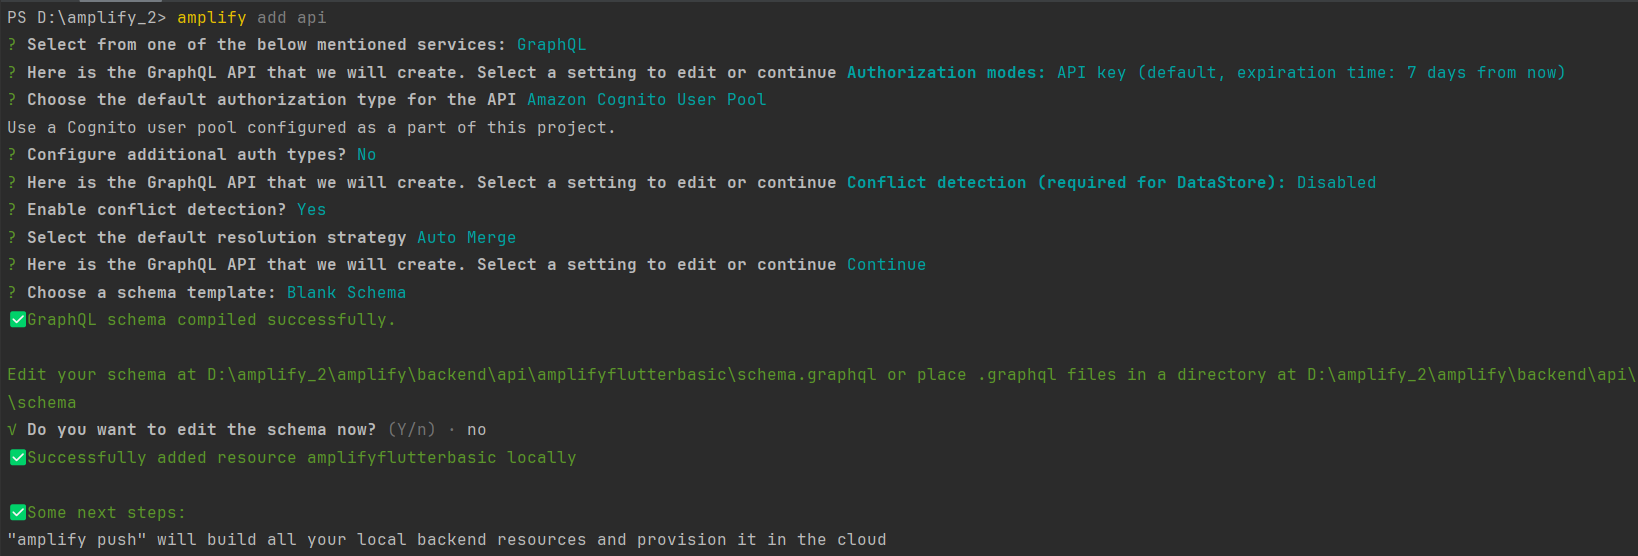 PS D:\amplify_2> amplify add api
? Select from one of the below mentioned services: GraphQL
? Here is the GraphQL API that we will create. Select a setting to edit or continue Authorization modes: API key (default, expiration time: 7 days from now)
? Choose the default authorization type for the API Amazon Cognito User Pool
Use a Cognito user pool configured as a part of this project.
? Configure additional auth types? No
? Here is the GraphQL API that we will create. Select a setting to edit or continue Conflict detection (required for DataStore): Disabled
? Enable conflict detection? Yes
? Select the default resolution strategy Auto Merge
? Here is the GraphQL API that we will create. Select a setting to edit or continue Continue
? Choose a schema template: Blank Schema
✅GraphQL schema compiled successfully.
Edit your schema at D:\amplify_2\amplify\backend\api\amplifyflutterbasic\schema.graphql or place .graphql files in a directory at D:\amplify_2\amplify\backend\api\
\schema
√ Do you want to edit the schema now? (Y/n) · no
✅Successfully added resource amplifyflutterbasic locally
✅Some next steps:
"amplify push" will build all your local backend resources and provision it in the cloud